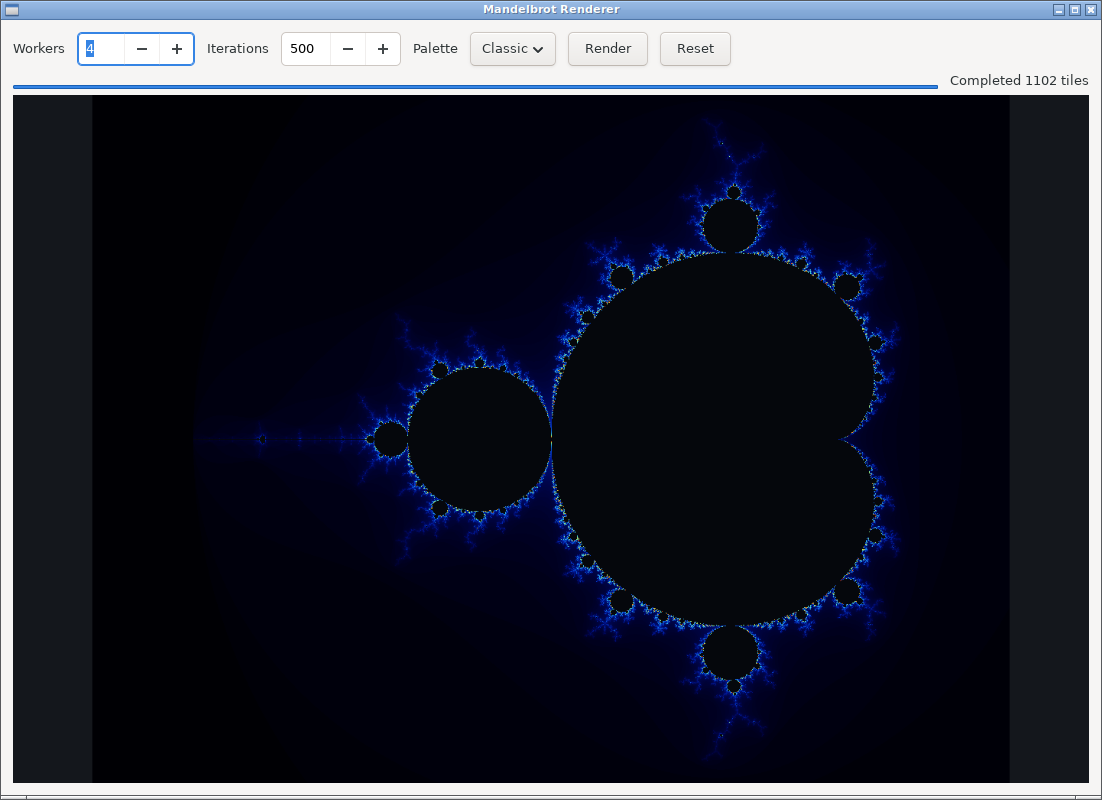 Mandelbrot Renderer
Workers 4 Iterations 500 Palette Classic Render Reset
Completed 1102 tiles